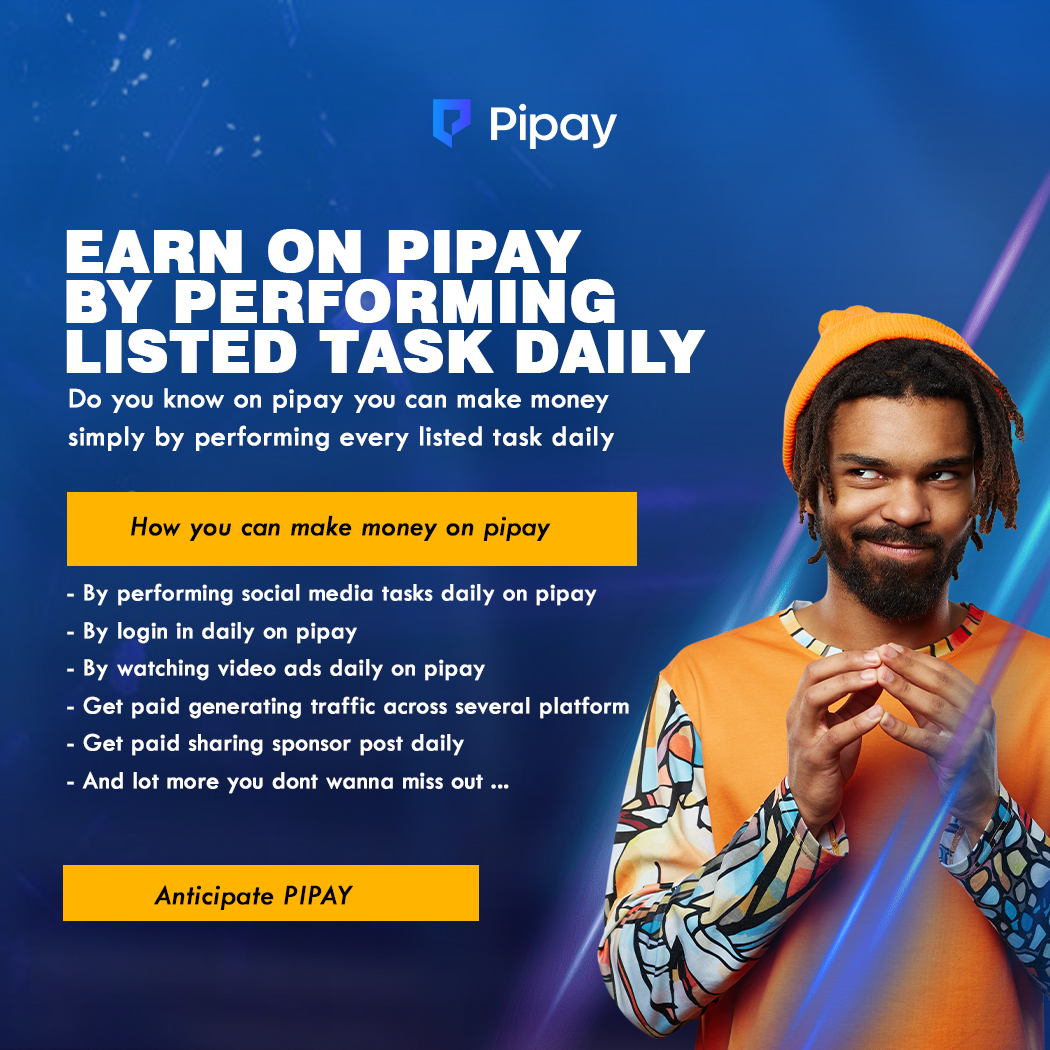 Pipay
EARN ON PIPAY
BY PERFORMING
LISTED TASK DAILY
Do you know on pipay you can make money
simply by performing every listed task daily
How you can make money on pipay
- By performing social media tasks daily on pipay
- By login in daily on pipay
- By watching video ads daily on pipay
- Get paid generating traffic across several platform
- Get paid sharing sponsor post daily
- And lot more you dont wanna miss out ...
Anticipate PIPAY